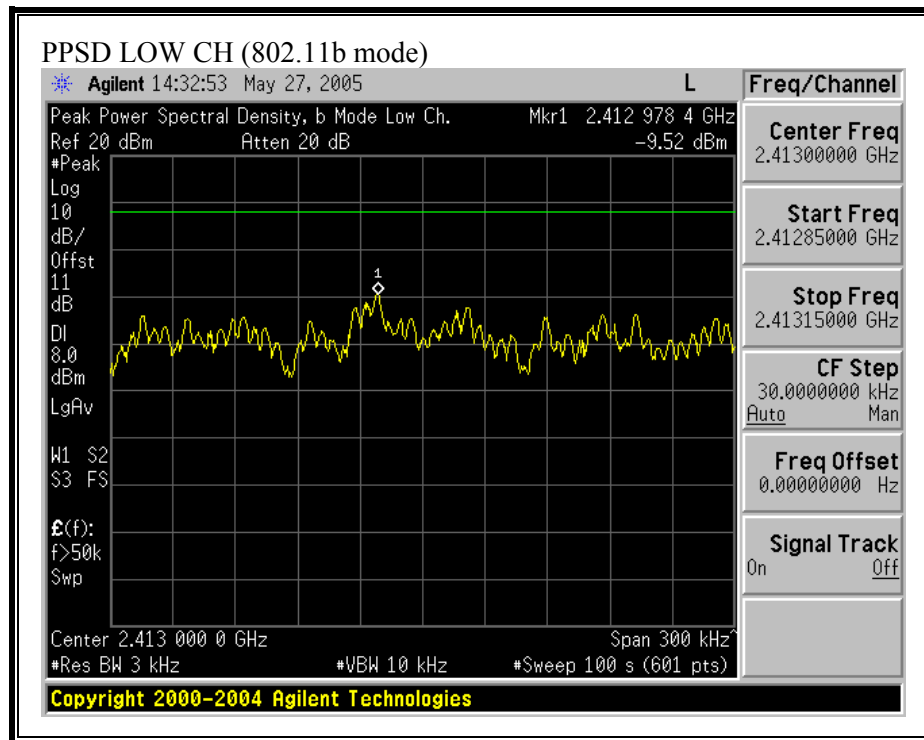 PPSD LOW CH (802.11b mode)
Agilent 14:32:53 May 27, 2005 L
Peak Power Spectral Density, b Mode Low Ch. Mkr1 2.412 978 4 GHz
Ref 20 dBm Atten 20 dB -9.52 dBm
#Peak
Log
10
dB/
Offst
11
dB
DI
8.0
dBm
LgAv
W1 S2
S3 FS
£(f):
f>50k
Swp
1
Center 2.413 000 0 GHz Span 300 kHz^
#Res BW 3 kHz #VBW 10 kHz #Sweep 100 s (601 pts)
Copyright 2000-2004 Agilent Technologies
Freq/Channel
Center Freq
2.41300000 GHz
Start Freq
2.41285000 GHz
Stop Freq
2.41315000 GHz
CF Step
30.0000000 kHz
Auto Man
Freq Offset
0.00000000 Hz
Signal Track
On Off